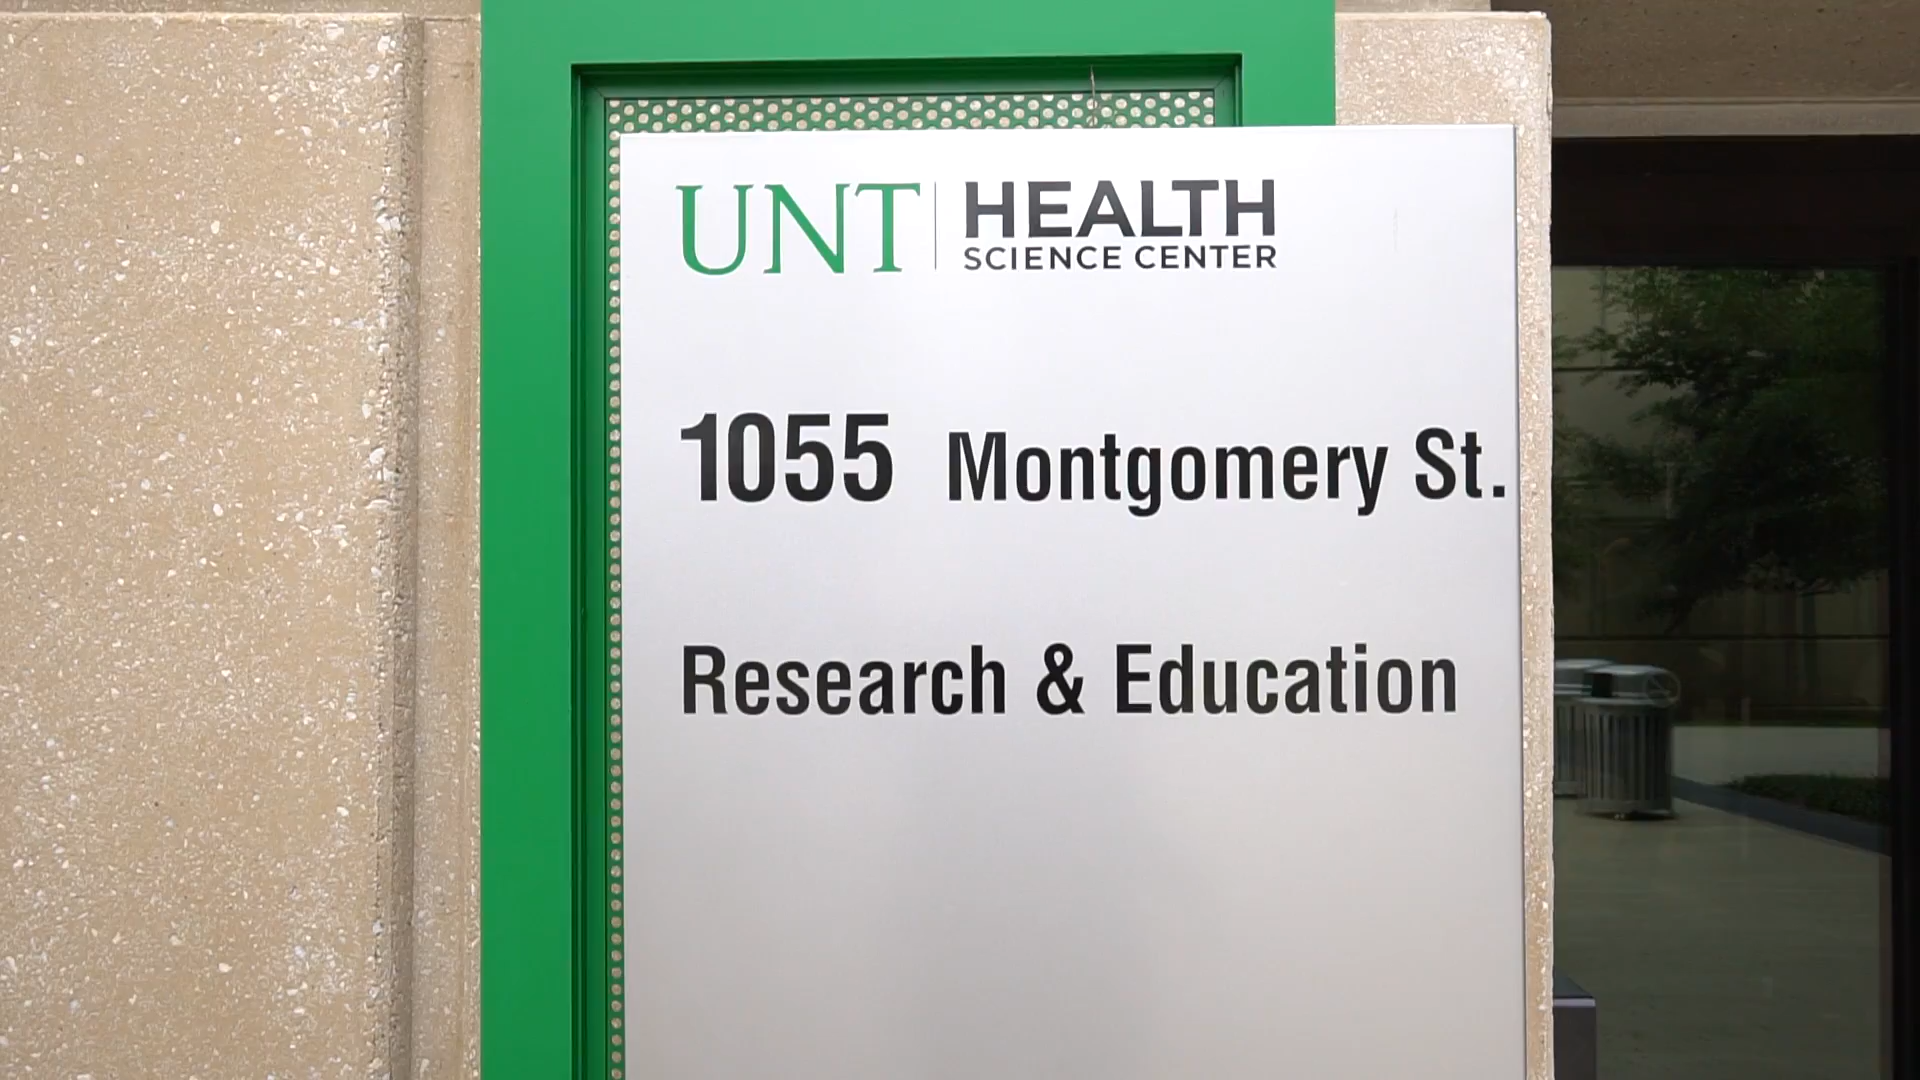 UNT HEALTH
SCIENCE CENTER
1055 Montgomery St.
Research & Education